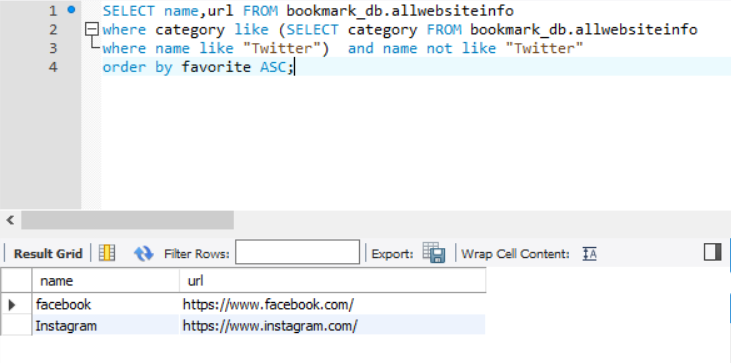 1 SELECT name,url FROM bookmark_db.allwebsiteinfo
2 where category like (SELECT category FROM bookmark_db.allwebsiteinfo
3 where name like "Twitter")  and name not like "Twitter"
4 order by favorite ASC;
Result Grid Filter Rows: Export: Wrap Cell Content: IA
name url
facebook https://www.facebook.com/
Instagram https://www.instagram.com/